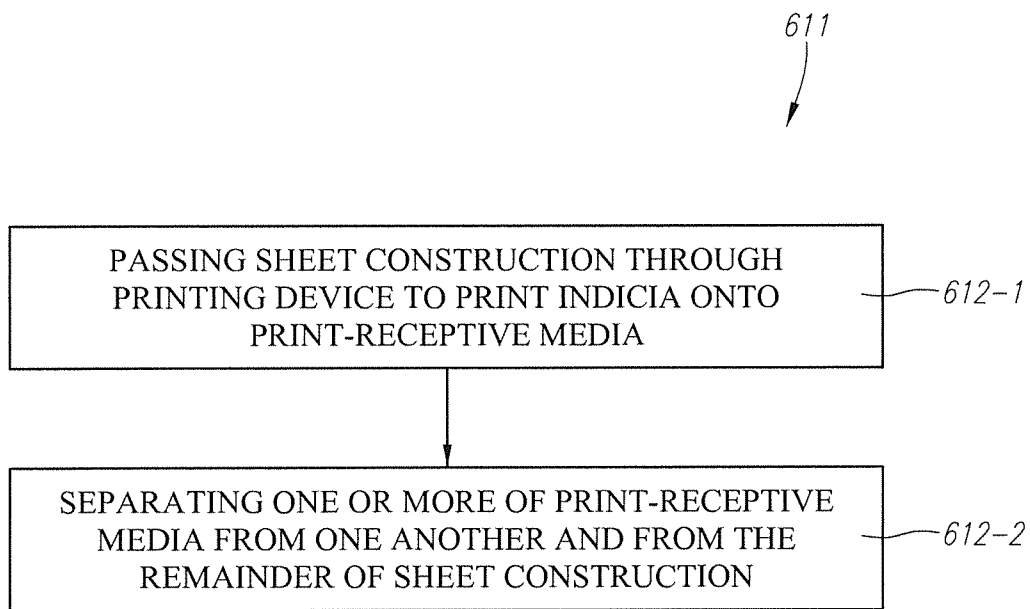 611
PASSING SHEET CONSTRUCTION THROUGH
PRINTING DEVICE TO PRINT INDICIA ONTO
PRINT-RECEPTIVE MEDIA
612-1
SEPARATING ONE OR MORE OF PRINT-RECEPTIVE
MEDIA FROM ONE ANOTHER AND FROM THE
REMAINDER OF SHEET CONSTRUCTION
612-2